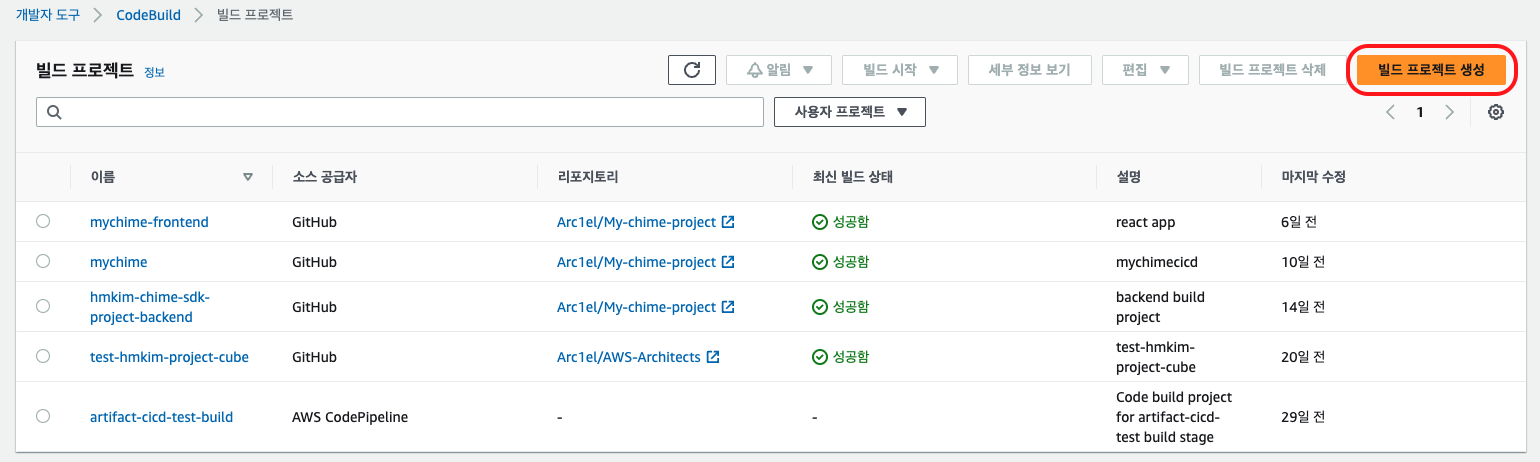 개발자 도구 > CodeBuild > 빌드 프로젝트
빌드 프로젝트 정보
알림 빌드 시작 세부 정보 보기 편집 빌드 프로젝트 삭제 빌드 프로젝트 생성
사용자 프로젝트
1
이름 소스 공급자 리포지토리 최신 빌드 상태 설명 마지막 수정
mychime-frontend GitHub Arc1el/My-chime-project 성공함 react app 6일 전
mychime GitHub Arc1el/My-chime-project 성공함 mychimecicd 10일 전
hmkim-chime-sdk-
project-backend
GitHub Arc1el/My-chime-project 성공함
backend build
project
14일 전
test-hmkim-project-cube GitHub Arc1el/AWS-Architects 성공함
test-hmkim-
project-cube
20일 전
artifact-cicd-test-build AWS CodePipeline - -
Code build project
for artifact-cicd-
test build stage
29일 전